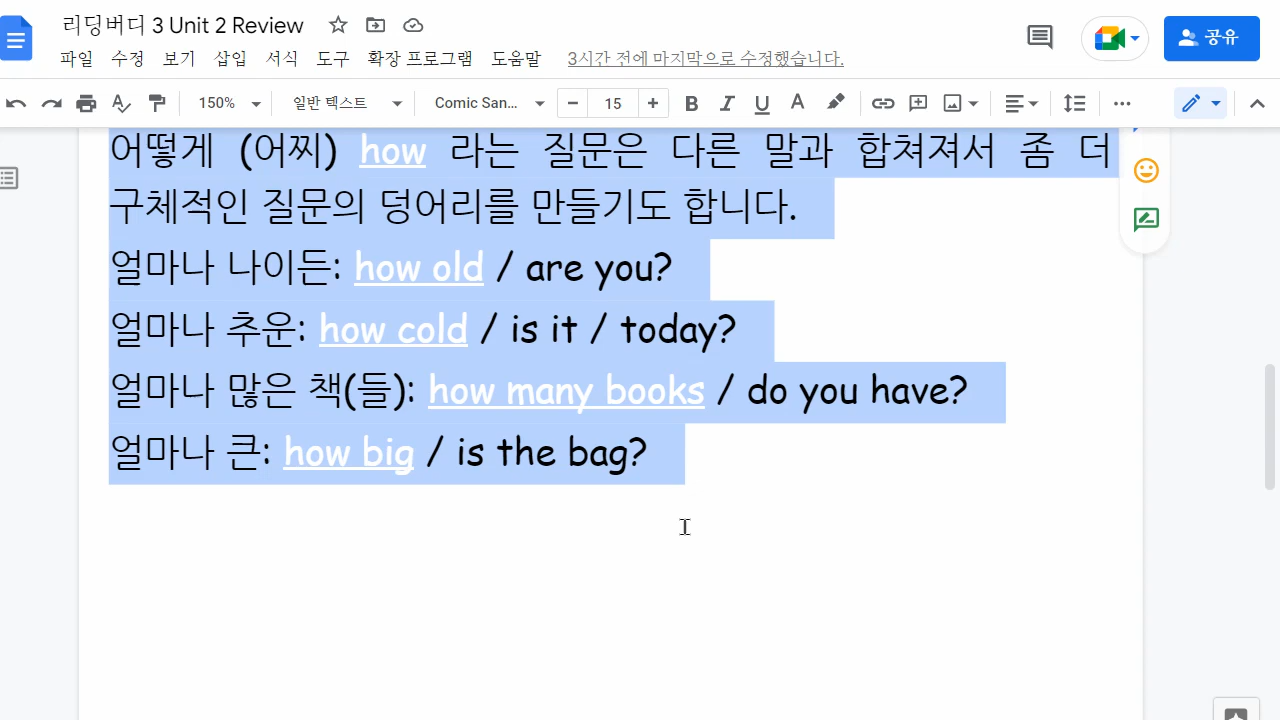 리딩버디 3 Unit 2 Review
파일 수정 보기 삽입 서식 도구 확장 프로그램 도움말 3시간 전에 마지막으로 수정했습니다.
공유
150% 일반 텍스트 Comic San... 15
어떻게 (어찌) how 라는 질문은 다른 말과 합쳐져서 좀 더
구체적인 질문의 덩어리를 만들기도 합니다.
얼마나 나이든: how old / are you?
얼마나 추운: how cold / is it / today?
얼마나 많은 책(들): how many books / do you have?
얼마나 큰: how big / is the bag?